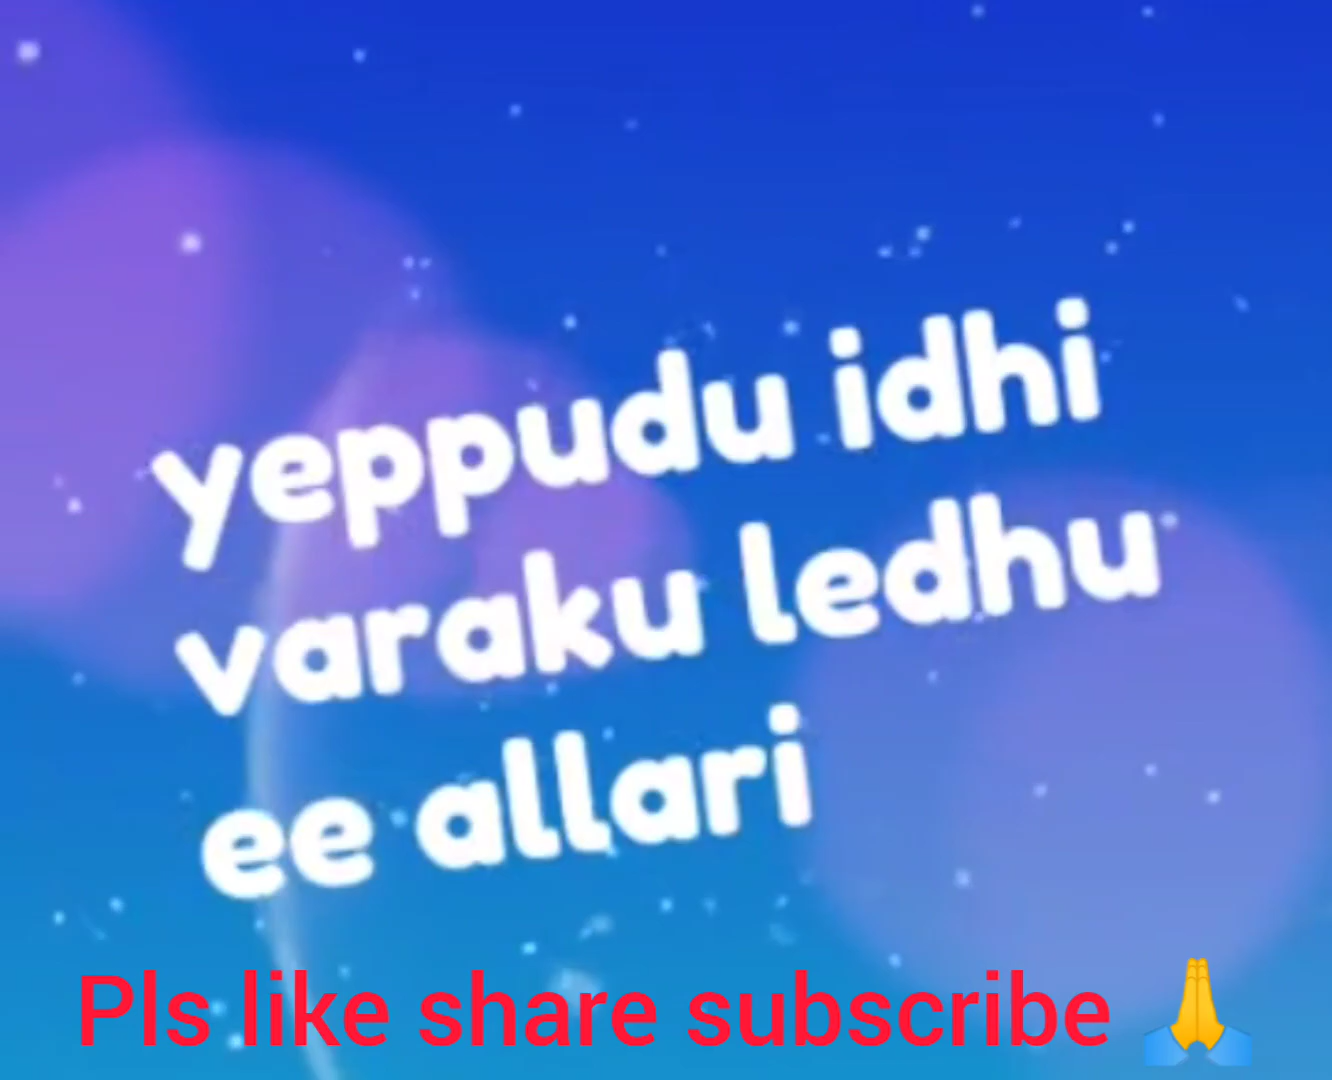 yeppudu idhi
varaku ledhu
ee allari
Pls like share subscribe 🙏